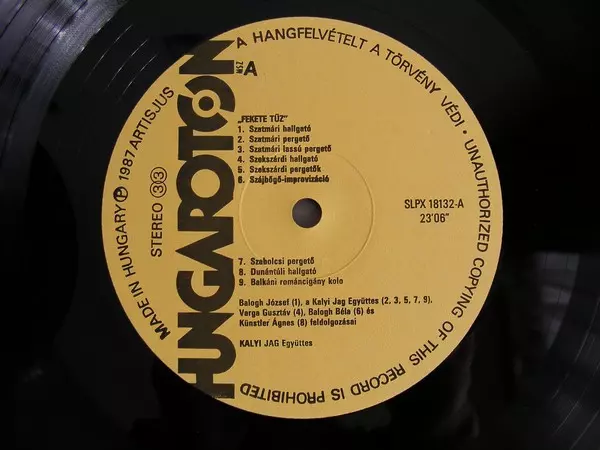 A HANGFELVÉTELT A TÖRVÉNY VÉDI • UNAUTHORIZED COPYING OF THIS RECORD IS PROHIBITED
MADE IN HUNGARY Ⓟ 1987 ARTISJUS
STEREO 33
HUNGAROTON
MSZ A
„FEKETE TŰZ"
1. Szatmári hallgató
2. Szatmári pergető
3. Szatmári lassú pergető
4. Szekszárdi hallgató
5. Szekszárdi pergetők
6. Szájbőgő-improvizáció
SLPX 18132-A
23'06"
7. Szabolcsi pergető
8. Dunántúli hallgató
9. Balkáni románcigány kolo
Balogh József (1), a Kalyi Jag Együttes (2, 3, 5, 7, 9).
Varga Gusztáv (4), Balogh Béla (6) és
Künstler Ágnes (8) feldolgozásai
KALYI JAG Együttes